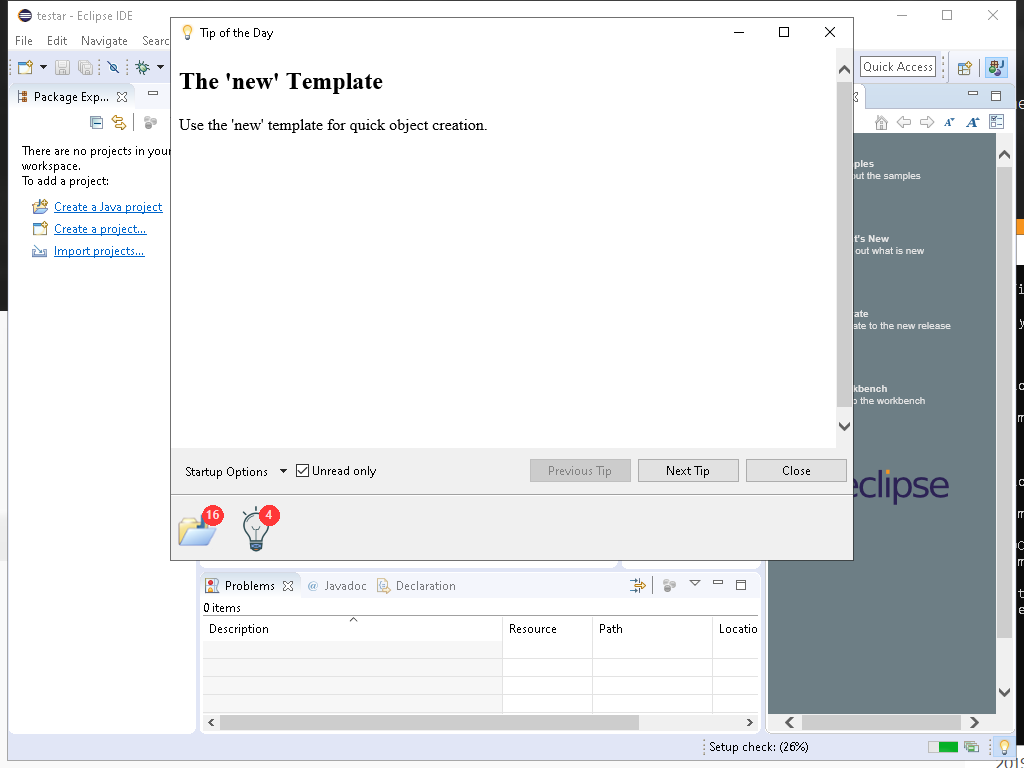 testar - Eclipse IDE
File Edit Navigate Searc
Quick Access
Package Exp...
There are no projects in your
workspace.
To add a project:
Create a Java project
Create a project...
Import projects...
Tip of the Day
The 'new' Template
Use the 'new' template for quick object creation.
Startup Options Unread only Previous Tip Next Tip Close
16 4
ples
out the samples
t's New
out what is new
ate
ate to the new release
kbench
o the workbench
eclipse
Problems @ Javadoc Declaration
0 items
Description Resource Path Locatio
Setup check: (26%)
2019